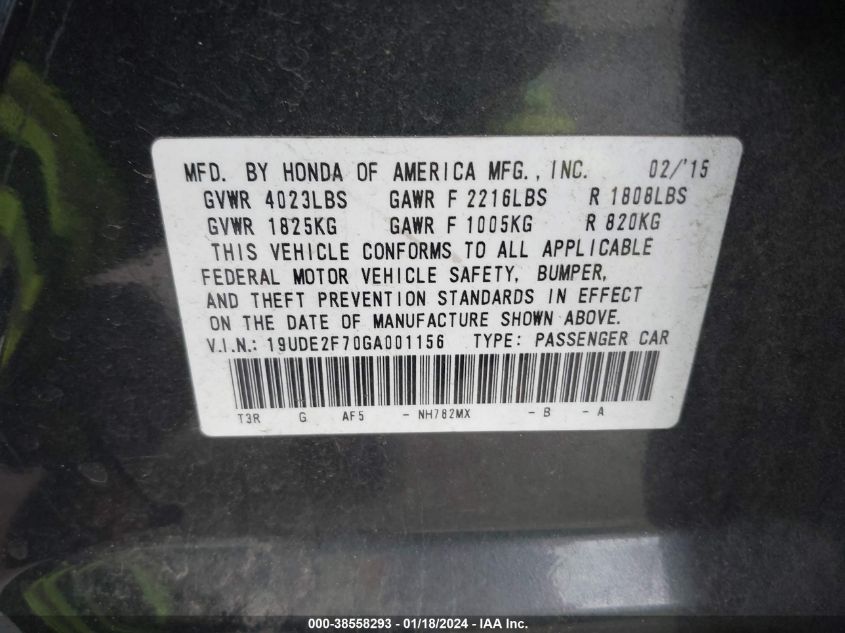 MFD. BY HONDA OF AMERICA MFG., INC. 02/'15
GVWR 4023LBS GAWR F 2216LBS R 1808LBS
GVWR 1825KG GAWR F 1005KG R 820KG
THIS VEHICLE CONFORMS TO ALL APPLICABLE
FEDERAL MOTOR VEHICLE SAFETY, BUMPER,
AND THEFT PREVENTION STANDARDS IN EFFECT
ON THE DATE OF MANUFACTURE SHOWN ABOVE.
V.I.N.: 19UDE2F70GA001156 TYPE: PASSENGER CAR
T3R G AF5 - NH782MX - B - A
000-38558293 - 01/18/2024 - IAA Inc.